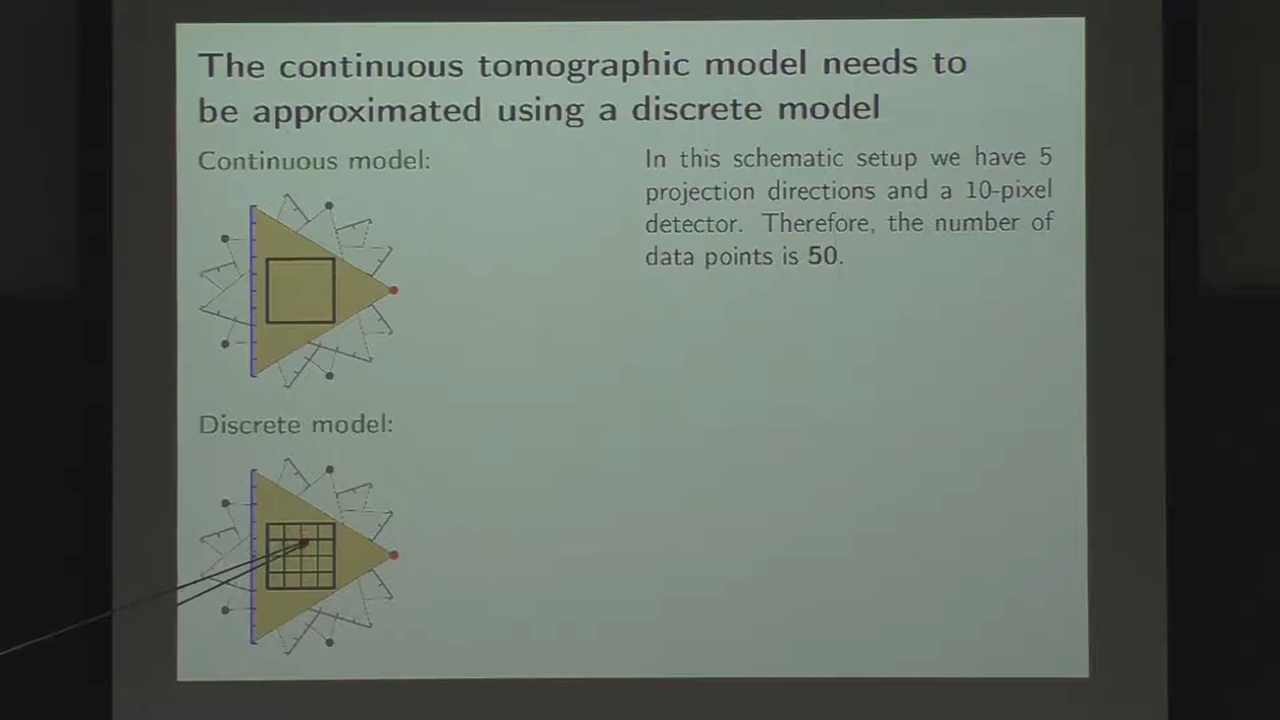 The continuous tomographic model needs to
be approximated using a discrete model
Continuous model:
In this schematic setup we have 5
projection directions and a 10-pixel
detector. Therefore, the number of
data points is 50.
Discrete model: